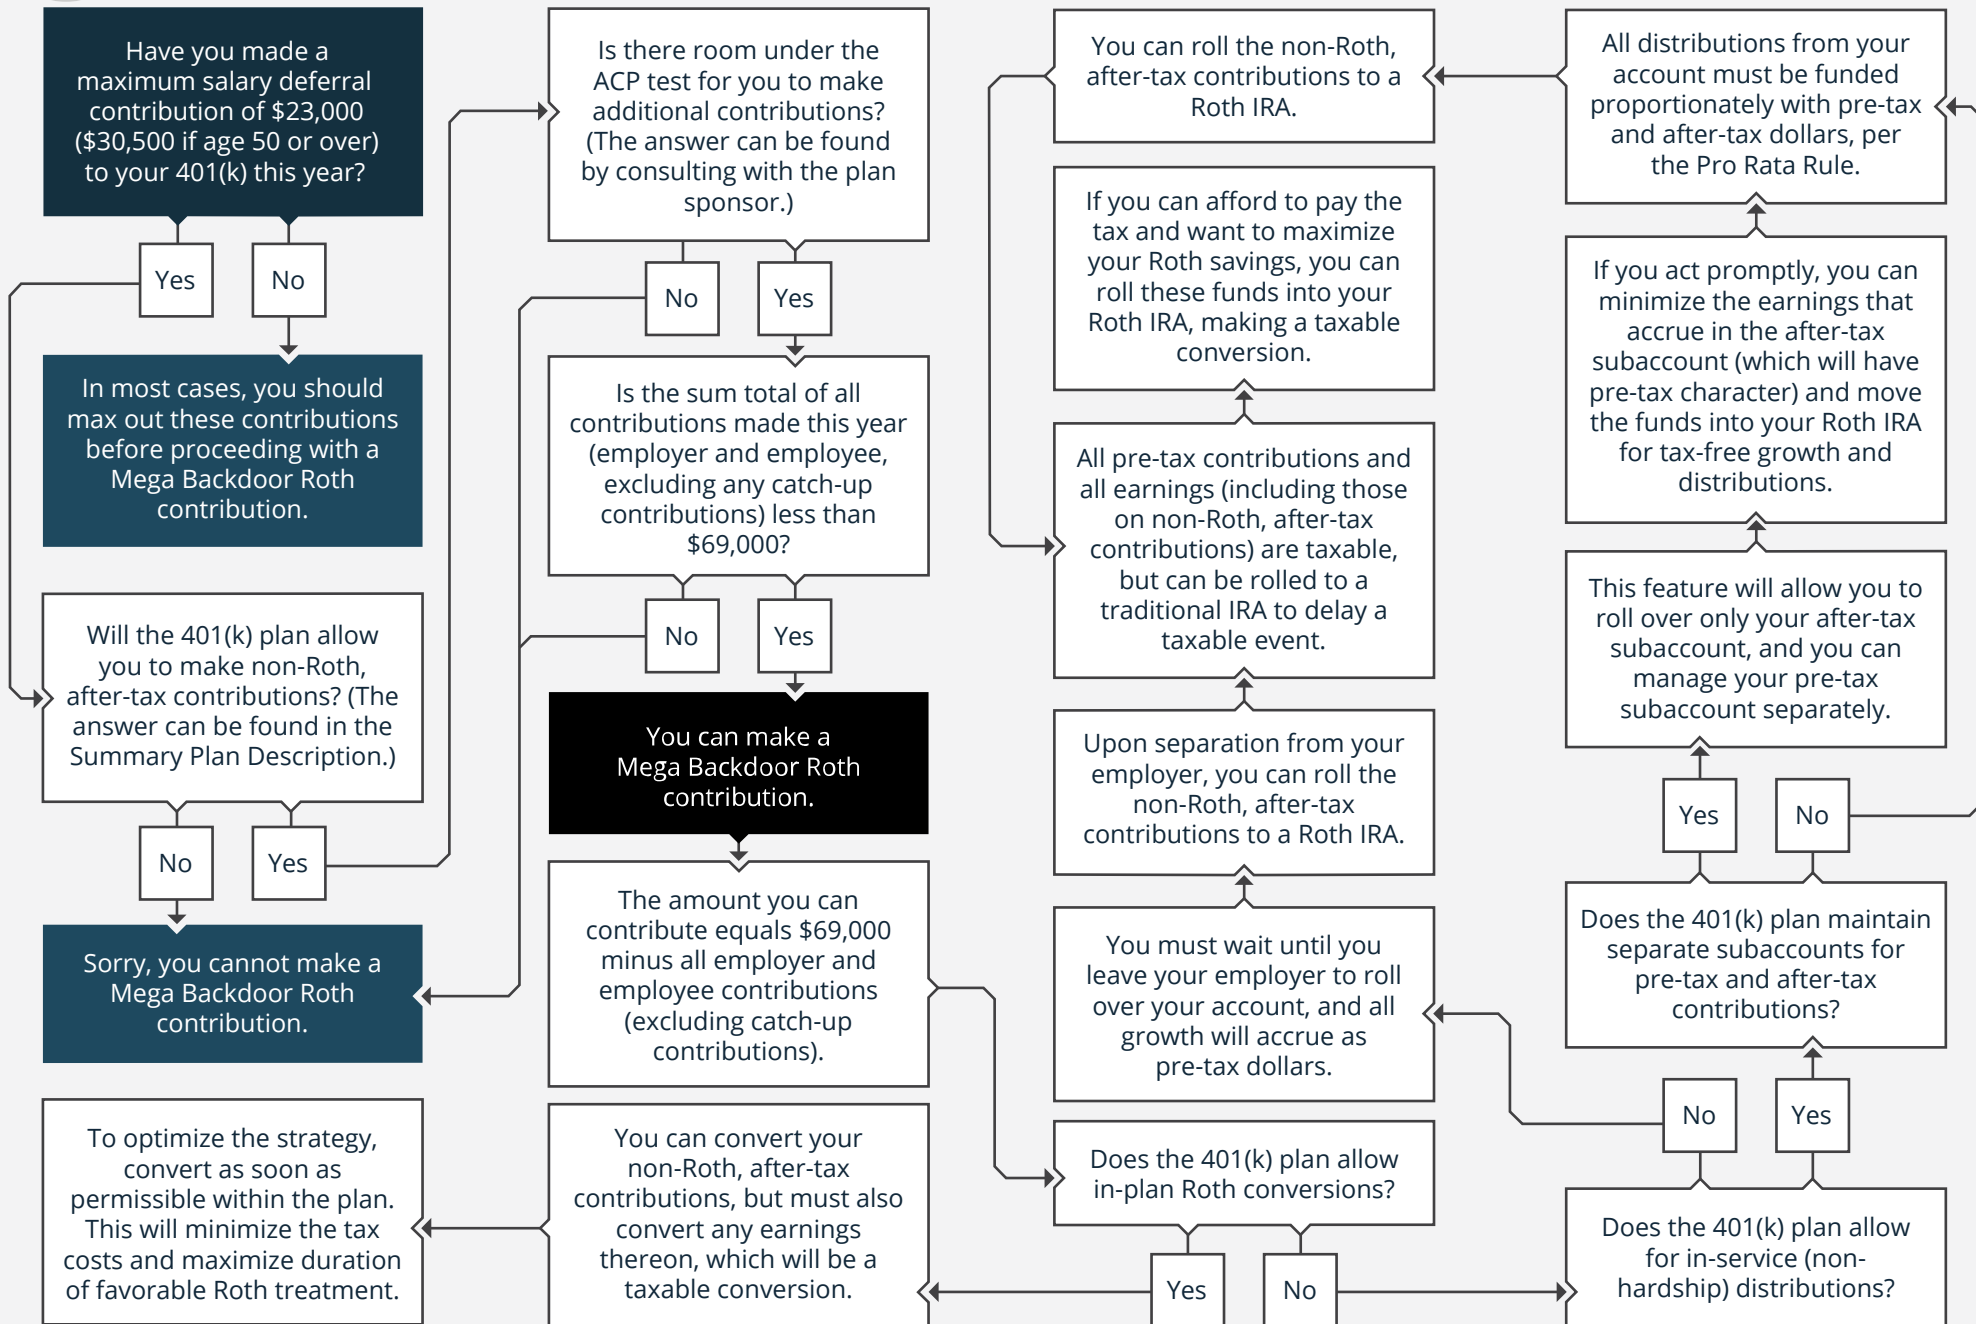 Have you made a
maximum salary deferral
contribution of $23,000
($30,500 if age 50 or over)
to your 401(k) this year?
Yes
No
In most cases, you should
max out these contributions
before proceeding with a
Mega Backdoor Roth
contribution.
Will the 401(k) plan allow
you to make non-Roth,
after-tax contributions? (The
answer can be found in the
Summary Plan Description.)
No
Yes
Sorry, you cannot make a
Mega Backdoor Roth
contribution.
To optimize the strategy,
convert as soon as
permissible within the plan.
This will minimize the tax
costs and maximize duration
of favorable Roth treatment.
Is there room under the
ACP test for you to make
additional contributions?
(The answer can be found
by consulting with the plan
sponsor.)
No
Yes
Is the sum total of all
contributions made this year
(employer and employee,
excluding any catch-up
contributions) less than
$69,000?
No
Yes
You can make a
Mega Backdoor Roth
contribution.
The amount you can
contribute equals $69,000
minus all employer and
employee contributions
(excluding catch-up
contributions).
You can convert your
non-Roth, after-tax
contributions, but must also
convert any earnings
thereon, which will be a
taxable conversion.
You can roll the non-Roth,
after-tax contributions to a
Roth IRA.
If you can afford to pay the
tax and want to maximize
your Roth savings, you can
roll these funds into your
Roth IRA, making a taxable
conversion.
All pre-tax contributions and
all earnings (including those
on non-Roth, after-tax
contributions) are taxable,
but can be rolled to a
traditional IRA to delay a
taxable event.
Upon separation from your
employer, you can roll the
non-Roth, after-tax
contributions to a Roth IRA.
You must wait until you
leave your employer to roll
over your account, and all
growth will accrue as
pre-tax dollars.
Does the 401(k) plan allow
in-plan Roth conversions?
Yes
No
All distributions from your
account must be funded
proportionately with pre-tax
and after-tax dollars, per
the Pro Rata Rule.
If you act promptly, you can
minimize the earnings that
accrue in the after-tax
subaccount (which will have
pre-tax character) and move
the funds into your Roth IRA
for tax-free growth and
distributions.
This feature will allow you to
roll over only your after-tax
subaccount, and you can
manage your pre-tax
subaccount separately.
Yes
No
Does the 401(k) plan maintain
separate subaccounts for
pre-tax and after-tax
contributions?
No
Yes
Does the 401(k) plan allow
for in-service (non-
hardship) distributions?